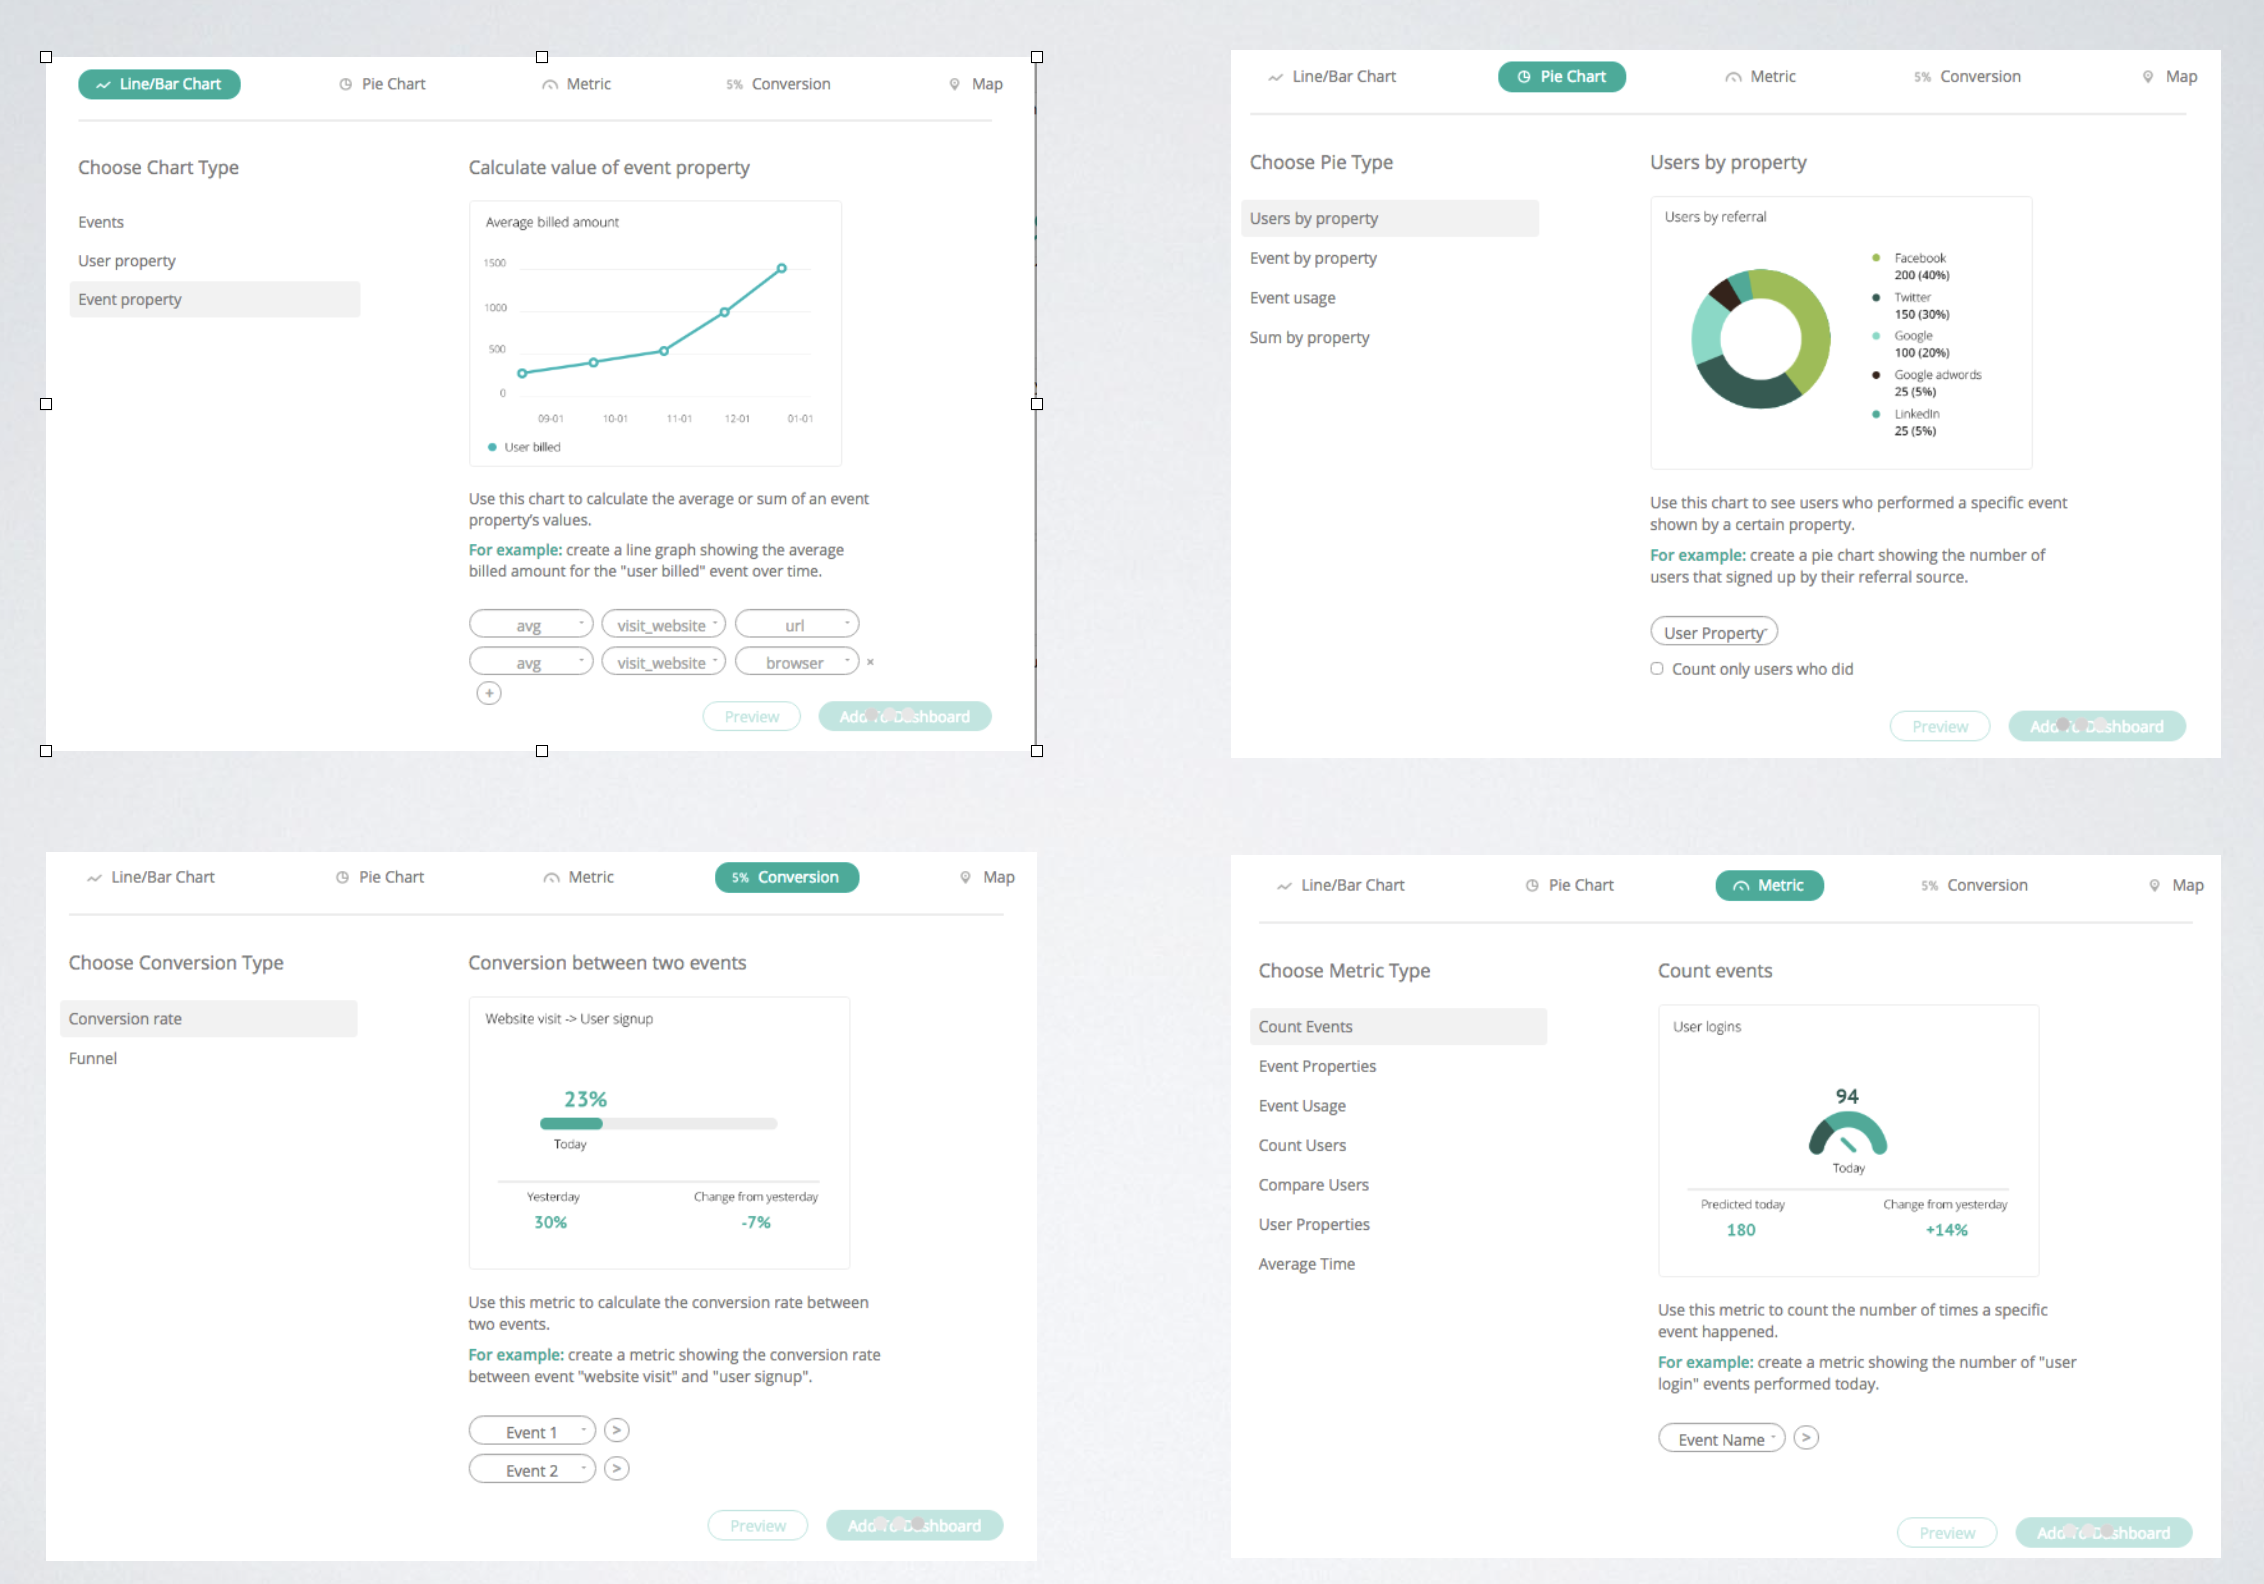 Line/Bar Chart Pie Chart Metric 5% Conversion Map
Choose Chart Type
Events
User property
Event property
Calculate value of event property
Average billed amount
1500
1000
500
0
09-01 10-01 11-01 12-01 01-01
User billed
Use this chart to calculate the average or sum of an event
property's values.
For example: create a line graph showing the average
billed amount for the "user billed" event over time.
avg visit_website url
avg visit_website browser ×
+
Preview Add To Dashboard
Line/Bar Chart Pie Chart Metric 5% Conversion Map
Choose Pie Type
Users by property
Event by property
Event usage
Sum by property
Users by property
Users by referral
Facebook
200 (40%)
Twitter
150 (30%)
Google
100 (20%)
Google adwords
25 (5%)
LinkedIn
25 (5%)
Use this chart to see users who performed a specific event
shown by a certain property.
For example: create a pie chart showing the number of
users that signed up by their referral source.
User Property
Count only users who did
Preview Add To Dashboard
Line/Bar Chart Pie Chart Metric 5% Conversion Map
Choose Conversion Type
Conversion rate
Funnel
Conversion between two events
Website visit -> User signup
23%
Today
Yesterday Change from yesterday
30% -7%
Use this metric to calculate the conversion rate between
two events.
For example: create a metric showing the conversion rate
between event "website visit" and "user signup".
Event 1 >
Event 2 >
Preview Add To Dashboard
Line/Bar Chart Pie Chart Metric 5% Conversion Map
Choose Metric Type
Count Events
Event Properties
Event Usage
Count Users
Compare Users
User Properties
Average Time
Count events
User logins
94
Today
Predicted today Change from yesterday
180 +14%
Use this metric to count the number of times a specific
event happened.
For example: create a metric showing the number of "user
login" events performed today.
Event Name >
Preview Add To Dashboard